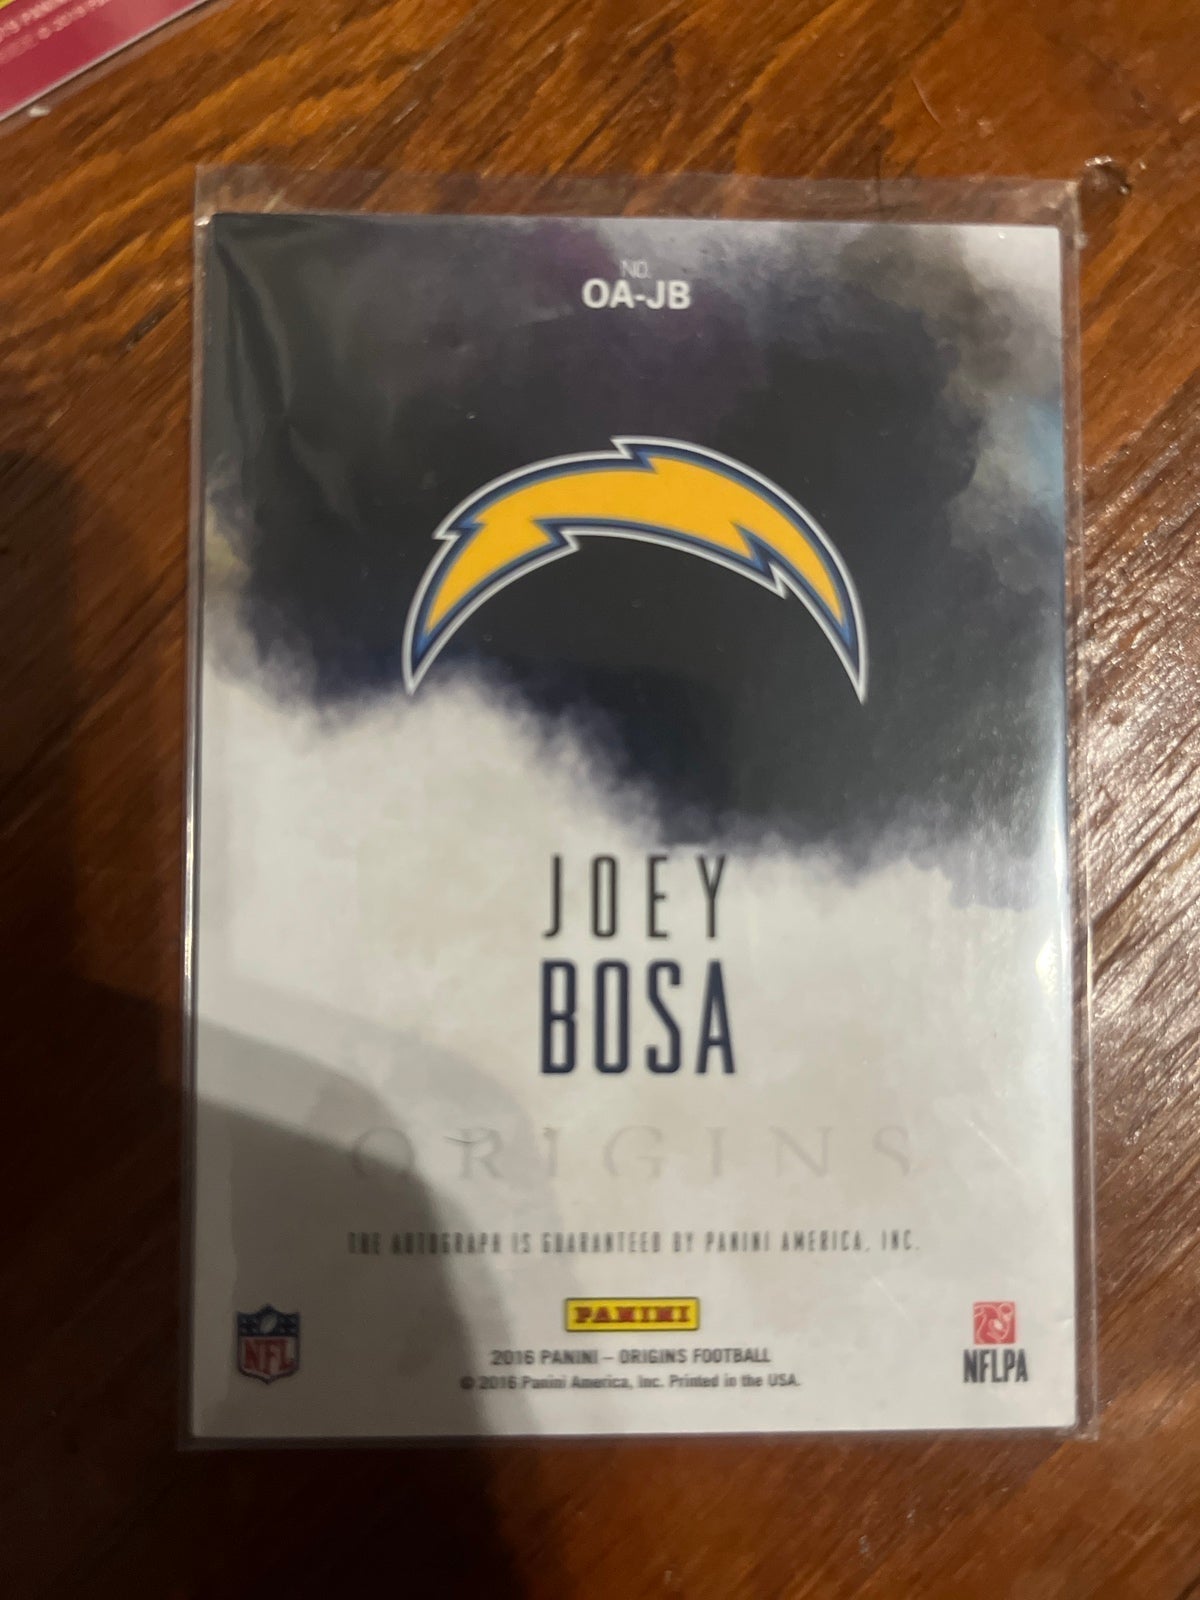 NO.
OA-JB
JOEY
BOSA
ORIGINS
THE AUTOGRAPH IS GUARANTEED BY PANINI AMERICA, INC.
PANINI
NFL
2016 PANINI – ORIGINS FOOTBALL
© 2016 Panini America, Inc. Printed in the USA.
NFLPA